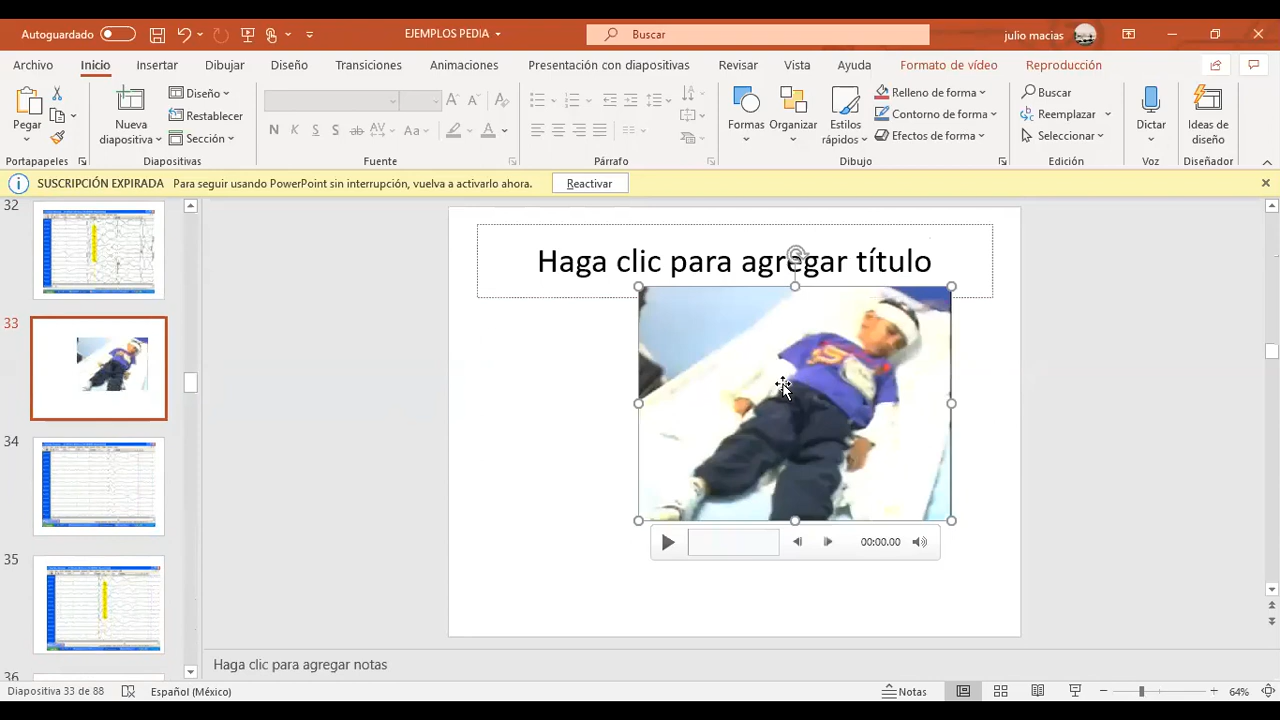 Autoguardado
EJEMPLOS PEDIA
Buscar
julio macias
Archivo Inicio Insertar Dibujar Diseño Transiciones Animaciones Presentación con diapositivas Revisar Vista Ayuda Formato de vídeo Reproducción
Pegar
Portapapeles
Nueva
diapositiva
Diseño
Restablecer
Sección
Diapositivas
N
K
S
S
ab
AV
Aa
A
Fuente
Párrafo
Formas
Organizar
Estilos
rápidos
Relleno de forma
Contorno de forma
Efectos de forma
Dibujo
Buscar
Reemplazar
Seleccionar
Edición
Dictar
Voz
Ideas de
diseño
Diseñador
SUSCRIPCIÓN EXPIRADA Para seguir usando PowerPoint sin interrupción, vuelva a activarlo ahora. Reactivar
32
33
34
35
36
Haga clic para agregar título
00:00.00
Haga clic para agregar notas
Diapositiva 33 de 88 Español (México) Notas 64%